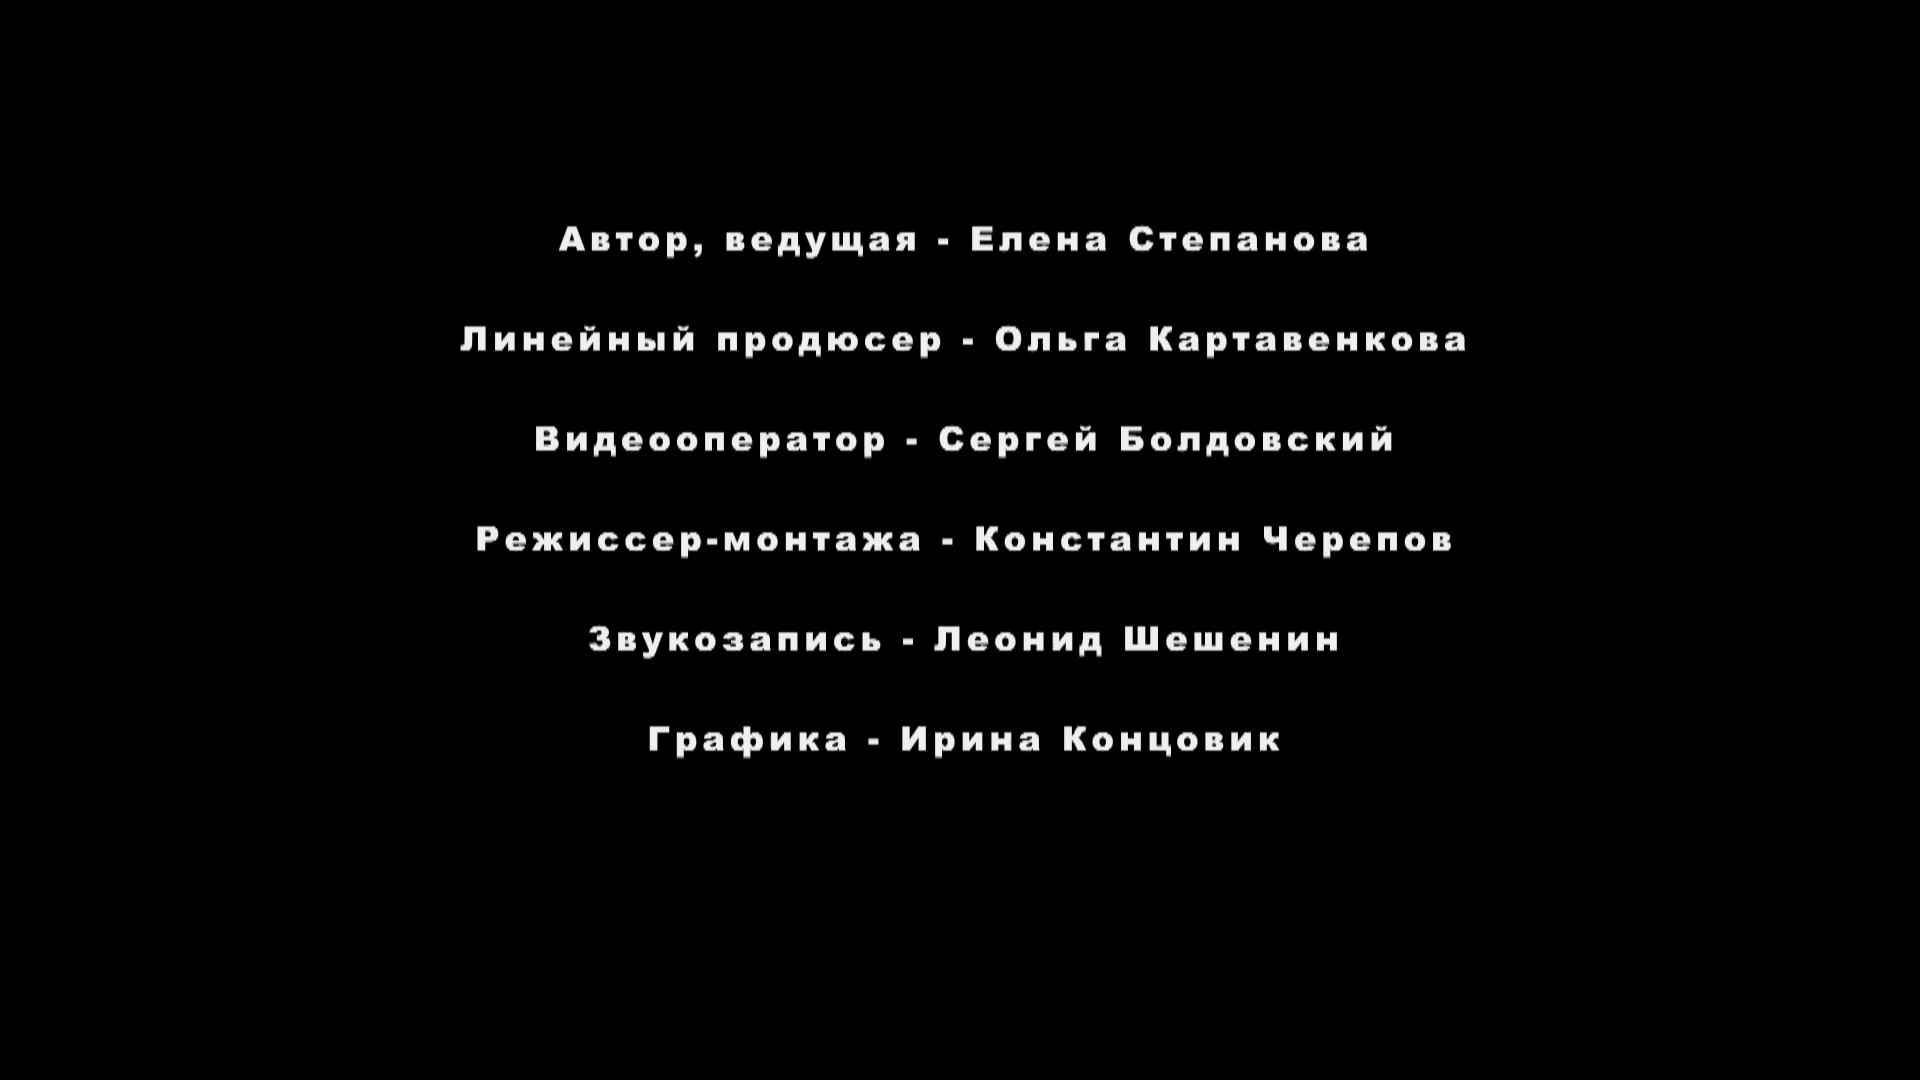 Автор, ведущая - Елена Степанова
Линейный продюсер - Ольга Картавенкова
Видеооператор - Сергей Болдовский
Режиссер-монтажа - Константин Черепов
Звукозапись - Леонид Шешенин
Графика - Ирина Концовик